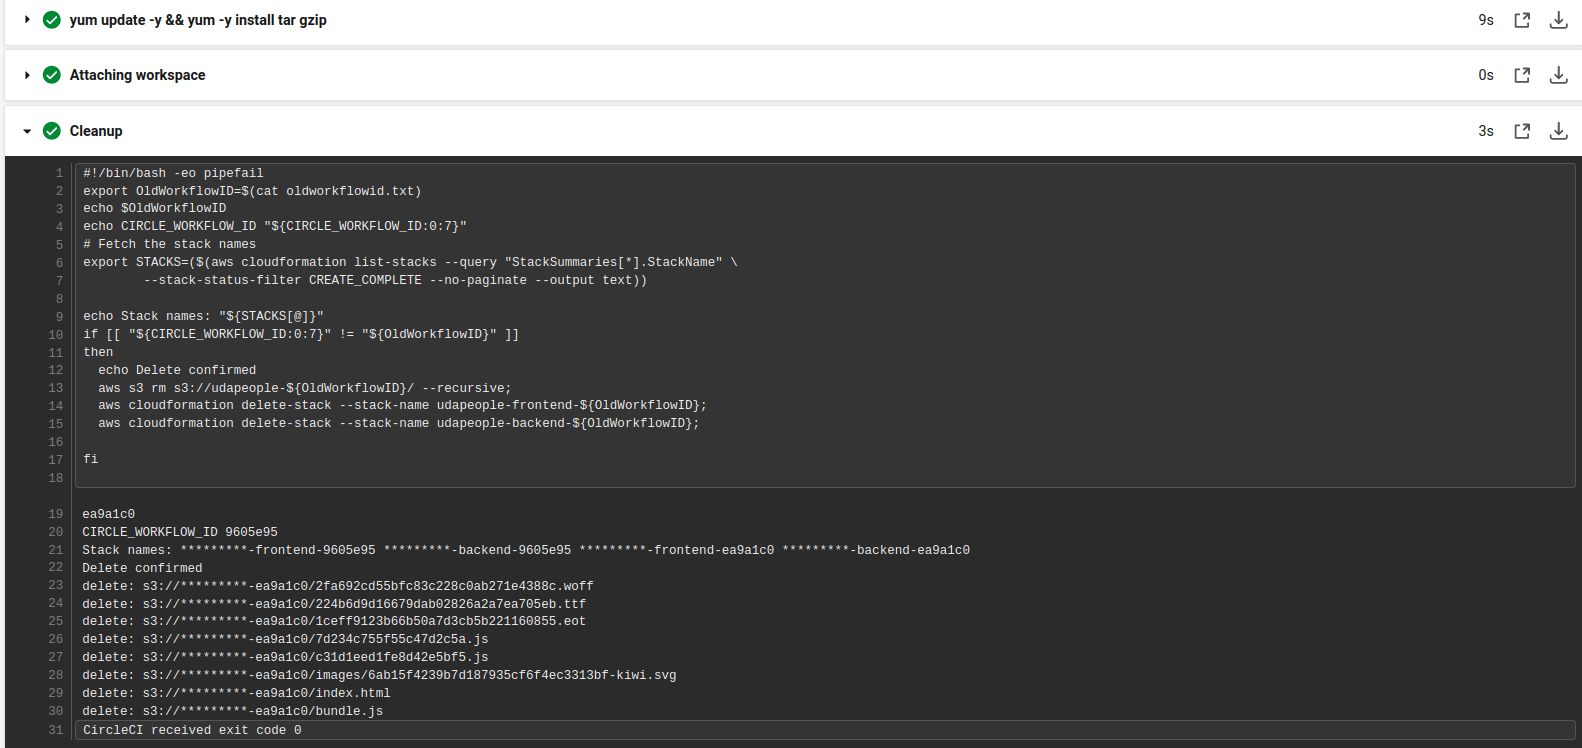 yum update -y && yum -y install tar gzip 9s
Attaching workspace 0s
Cleanup 3s
1 #!/bin/bash -eo pipefail
2 export OldWorkflowID=$(cat oldworkflowid.txt)
3 echo $OldWorkflowID
4 echo CIRCLE_WORKFLOW_ID "${CIRCLE_WORKFLOW_ID:0:7}"
5 # Fetch the stack names
6 export STACKS=($(aws cloudformation list-stacks --query "StackSummaries[*].StackName" \
7         --stack-status-filter CREATE_COMPLETE --no-paginate --output text))
8
9 echo Stack names: "${STACKS[@]}"
10 if [[ "${CIRCLE_WORKFLOW_ID:0:7}" != "${OldWorkflowID}" ]]
11 then
12   echo Delete confirmed
13   aws s3 rm s3://udapeople-${OldWorkflowID}/ --recursive;
14   aws cloudformation delete-stack --stack-name udapeople-frontend-${OldWorkflowID};
15   aws cloudformation delete-stack --stack-name udapeople-backend-${OldWorkflowID};
16
17 fi
18
19 ea9a1c0
20 CIRCLE_WORKFLOW_ID 9605e95
21 Stack names: *********-frontend-9605e95 *********-backend-9605e95 *********-frontend-ea9a1c0 *********-backend-ea9a1c0
22 Delete confirmed
23 delete: s3://*********-ea9a1c0/2fa692cd55bfc83c228c0ab271e4388c.woff
24 delete: s3://*********-ea9a1c0/224b6d9d16679dab02826a2a7ea705eb.ttf
25 delete: s3://*********-ea9a1c0/1ceff9123b66b50a7d3cb5b221160855.eot
26 delete: s3://*********-ea9a1c0/7d234c755f55c47d2c5a.js
27 delete: s3://*********-ea9a1c0/c31d1eed1fe8d42e5bf5.js
28 delete: s3://*********-ea9a1c0/images/6ab15f4239b7d187935cf6f4ec3313bf-kiwi.svg
29 delete: s3://*********-ea9a1c0/index.html
30 delete: s3://*********-ea9a1c0/bundle.js
31 CircleCI received exit code 0